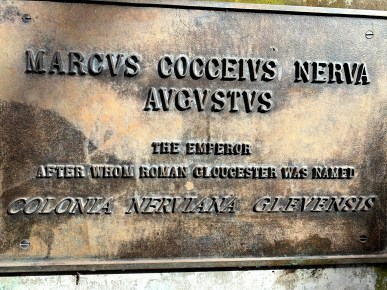 MARCVS COCCEIVS NERVA
AVGVSTVS
THE EMPEROR
AFTER WHOM ROMAN GLOUCESTER WAS NAMED
COLONIA NERVIANA GLEVENSIS